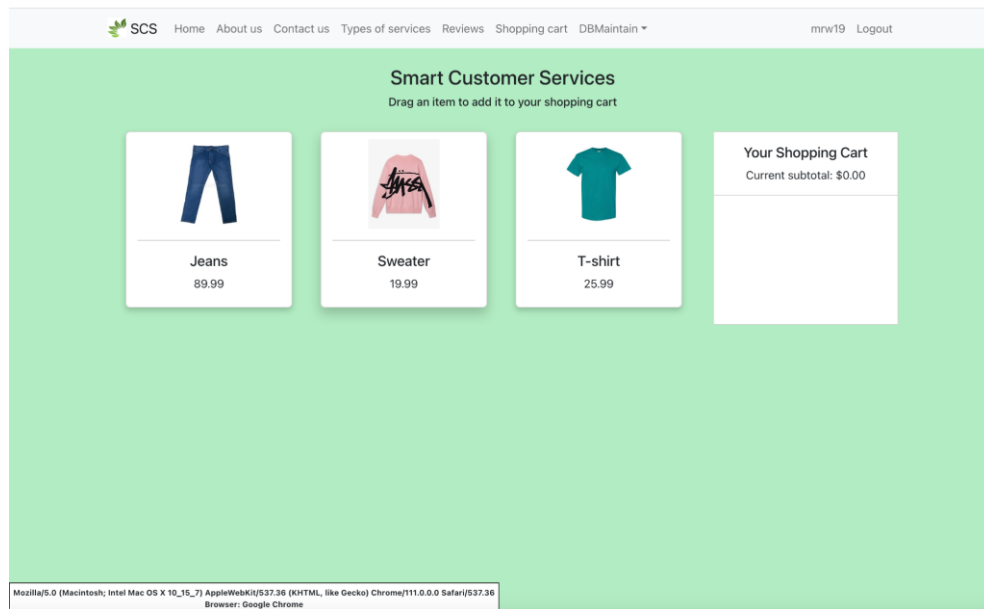 SCS Home About us Contact us Types of services Reviews Shopping cart DBMaintain mrw19 Logout
Smart Customer Services
Drag an item to add it to your shopping cart
Jeans
89.99
Sweater
19.99
T-shirt
25.99
Your Shopping Cart
Current subtotal: $0.00
Mozilla/5.0 (Macintosh; Intel Mac OS X 10_15_7) AppleWebKit/537.36 (KHTML, like Gecko) Chrome/111.0.0.0 Safari/537.36
Browser: Google Chrome